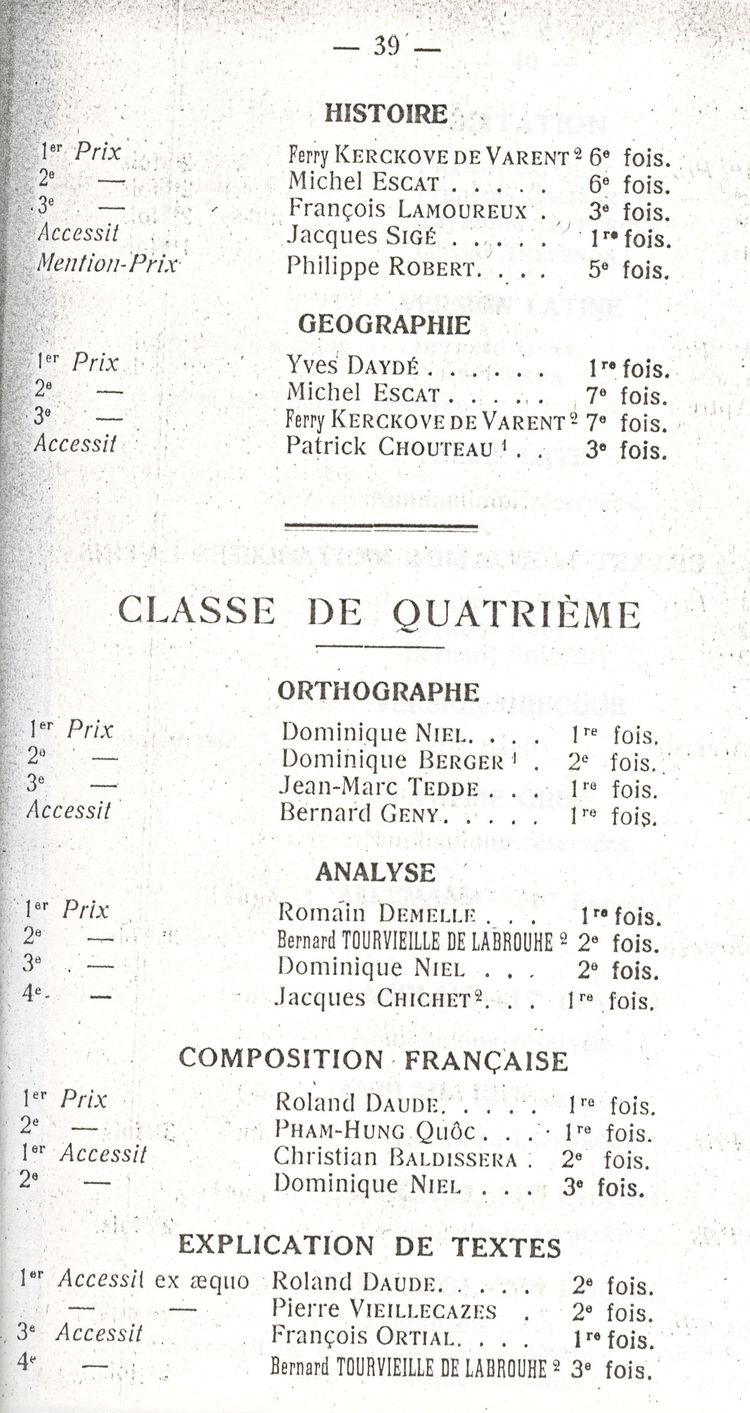 — 39 —
HISTOIRE
1er Prix Ferry KERCKOVE DE VARENT 2 6e fois.
2e — Michel ESCAT . . . . . 6e fois.
3e — François LAMOUREUX . 3e fois.
Accessit Jacques SIGÉ . . . . . 1re fois.
Mention-Prix Philippe ROBERT. . . . 5e fois.
GEOGRAPHIE
1er Prix Yves DAYDÉ . . . . . . 1re fois.
2e — Michel ESCAT . . . . . 7e fois.
3e — Ferry KERCKOVE DE VARENT 2 7e fois.
Accessit Patrick CHOUTEAU 1 . . 3e fois.
CLASSE DE QUATRIÈME
ORTHOGRAPHE
1er Prix Dominique NIEL. . . . 1re fois.
2e — Dominique BERGER 1 . 2e fois.
3e — Jean-Marc TEDDE . . . 1re fois.
Accessit Bernard GENY. . . . . 1re fois.
ANALYSE
1er Prix Romain DEMELLE . . . 1re fois.
2e — Bernard TOURVIEILLE DE LABROUHE 2 2e fois.
3e — Dominique NIEL . . . 2e fois.
4e — Jacques CHICHET 2. . . 1re fois.
COMPOSITION FRANÇAISE
1er Prix Roland DAUDE. . . . . 1re fois.
2e — PHAM-HUNG QUÔC . . . 1re fois.
1er Accessit Christian BALDISSERA . 2e fois.
2e — Dominique NIEL . . . 3e fois.
EXPLICATION DE TEXTES
1er Accessit ex æquo Roland DAUDE. . . . . 2e fois.
— — Pierre VIEILLECAZES . 2e fois.
3e Accessit François ORTIAL. . . . 1re fois.
4e — Bernard TOURVIEILLE DE LABROUHE 2 3e fois.